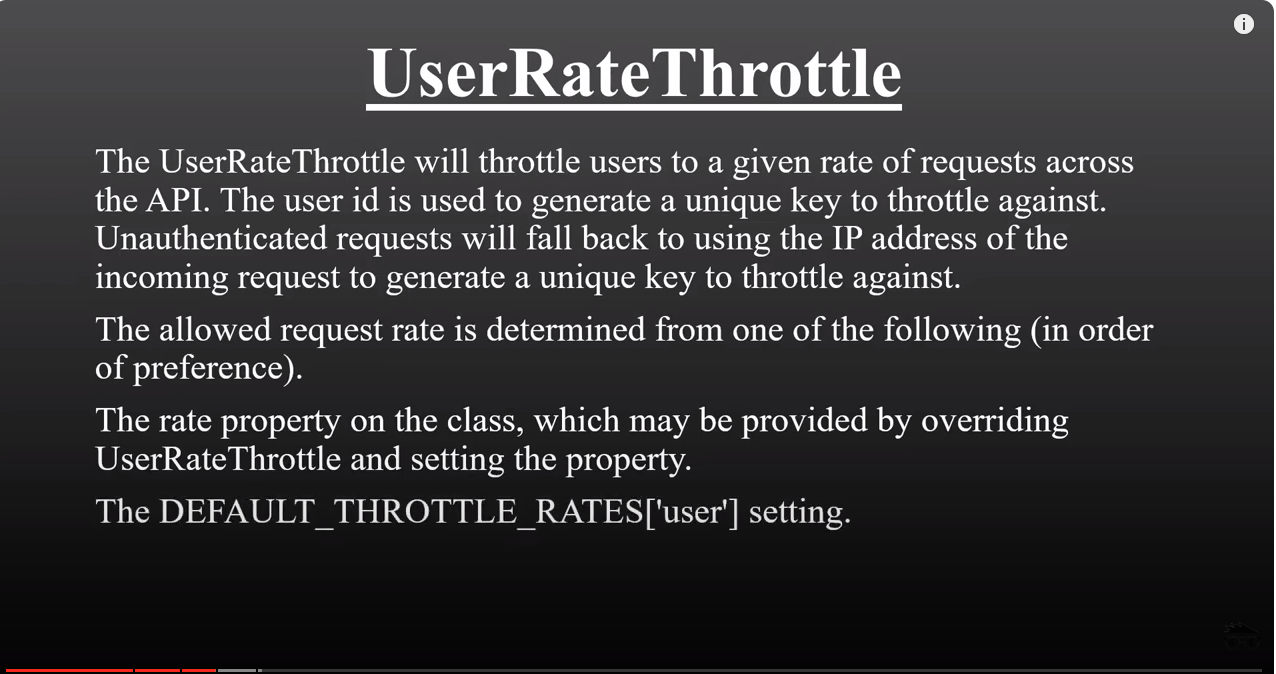 UserRateThrottle
The UserRateThrottle will throttle users to a given rate of requests across
the API. The user id is used to generate a unique key to throttle against.
Unauthenticated requests will fall back to using the IP address of the
incoming request to generate a unique key to throttle against.
The allowed request rate is determined from one of the following (in order
of preference).
The rate property on the class, which may be provided by overriding
UserRateThrottle and setting the property.
The DEFAULT_THROTTLE_RATES['user'] setting.